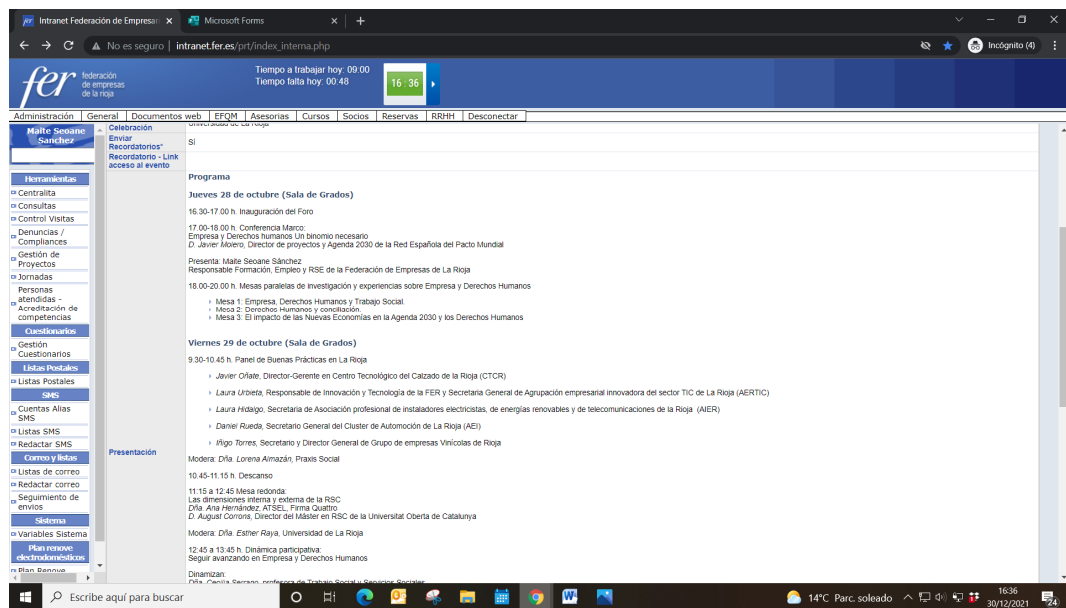 Intranet Federación de Empresari
Microsoft Forms
No es seguro
intranet.fer.es/prt/index_interna.php
Incógnito (4)
fer
federación
de empresas
de la rioja
Tiempo a trabajar hoy: 09:00
Tiempo falta hoy: 00:48
16 : 36
Administración General Documentos web EFQM Asesorias Cursos Socios Reservas RRHH Desconectar
Maite Seoane
Sanchez
Herramientas
Centralita
Consultas
Control Visitas
Denuncias /
Compliances
Gestión de
Proyectos
Jornadas
Personas
atendidas -
Acreditación de
competencias
Cuestionarios
Gestión
Cuestionarios
Listas Postales
Listas Postales
SMS
Cuentas Alias
SMS
Listas SMS
Redactar SMS
Correo y listas
Listas de correo
Redactar correo
Seguimiento de
envios
Sistema
Variables Sistema
Plan renove
electrodomésticos
Plan Renove
Celebración
Universidad de La Rioja
Enviar
Recordatorios*
Sí
Recordatorio - Link
acceso al evento
Presentación
Programa
Jueves 28 de octubre (Sala de Grados)
16.30-17.00 h. Inauguración del Foro
17.00-18.00 h. Conferencia Marco:
Empresa y Derechos humanos Un binomio necesario
D. Javier Molero, Director de proyectos y Agenda 2030 de la Red Española del Pacto Mundial
Presenta: Maite Seoane Sánchez
Responsable Formación, Empleo y RSE de la Federación de Empresas de La Rioja
18.00-20.00 h. Mesas paralelas de investigación y experiencias sobre Empresa y Derechos Humanos
Mesa 1: Empresa, Derechos Humanos y Trabajo Social.
Mesa 2: Derechos Humanos y conciliación.
Mesa 3: El impacto de las Nuevas Economías en la Agenda 2030 y los Derechos Humanos
Viernes 29 de octubre (Sala de Grados)
9.30-10.45 h. Panel de Buenas Prácticas en La Rioja
Javier Oñate, Director-Gerente en Centro Tecnológico del Calzado de la Rioja (CTCR)
Laura Urbieta, Responsable de Innovación y Tecnología de la FER y Secretaria General de Agrupación empresarial innovadora del sector TIC de La Rioja (AERTIC)
Laura Hidalgo, Secretaria de Asociación profesional de instaladores electricistas, de energías renovables y de telecomunicaciones de la Rioja (AIER)
Daniel Rueda, Secretario General del Cluster de Automoción de La Rioja (AEI)
Iñigo Torres, Secretario y Director General de Grupo de empresas Vinícolas de Rioja
Modera: Dña. Lorena Almazán, Praxis Social
10.45-11.15 h. Descanso
11:15 a 12:45 Mesa redonda:
Las dimensiones interna y externa de la RSC
Dña. Ana Hernández, ATSEL, Firma Quattro
D. August Corrons, Director del Máster en RSC de la Universitat Oberta de Catalunya
Modera: Dña. Esther Raya, Universidad de La Rioja
12:45 a 13:45 h. Dinámica participativa:
Seguir avanzando en Empresa y Derechos Humanos
Dinamizan:
Dña. Cecilia Serrano, profesora de Trabajo Social y Servicios Sociales
Escribe aquí para buscar
14°C Parc. soleado
16:36
30/12/2021
24